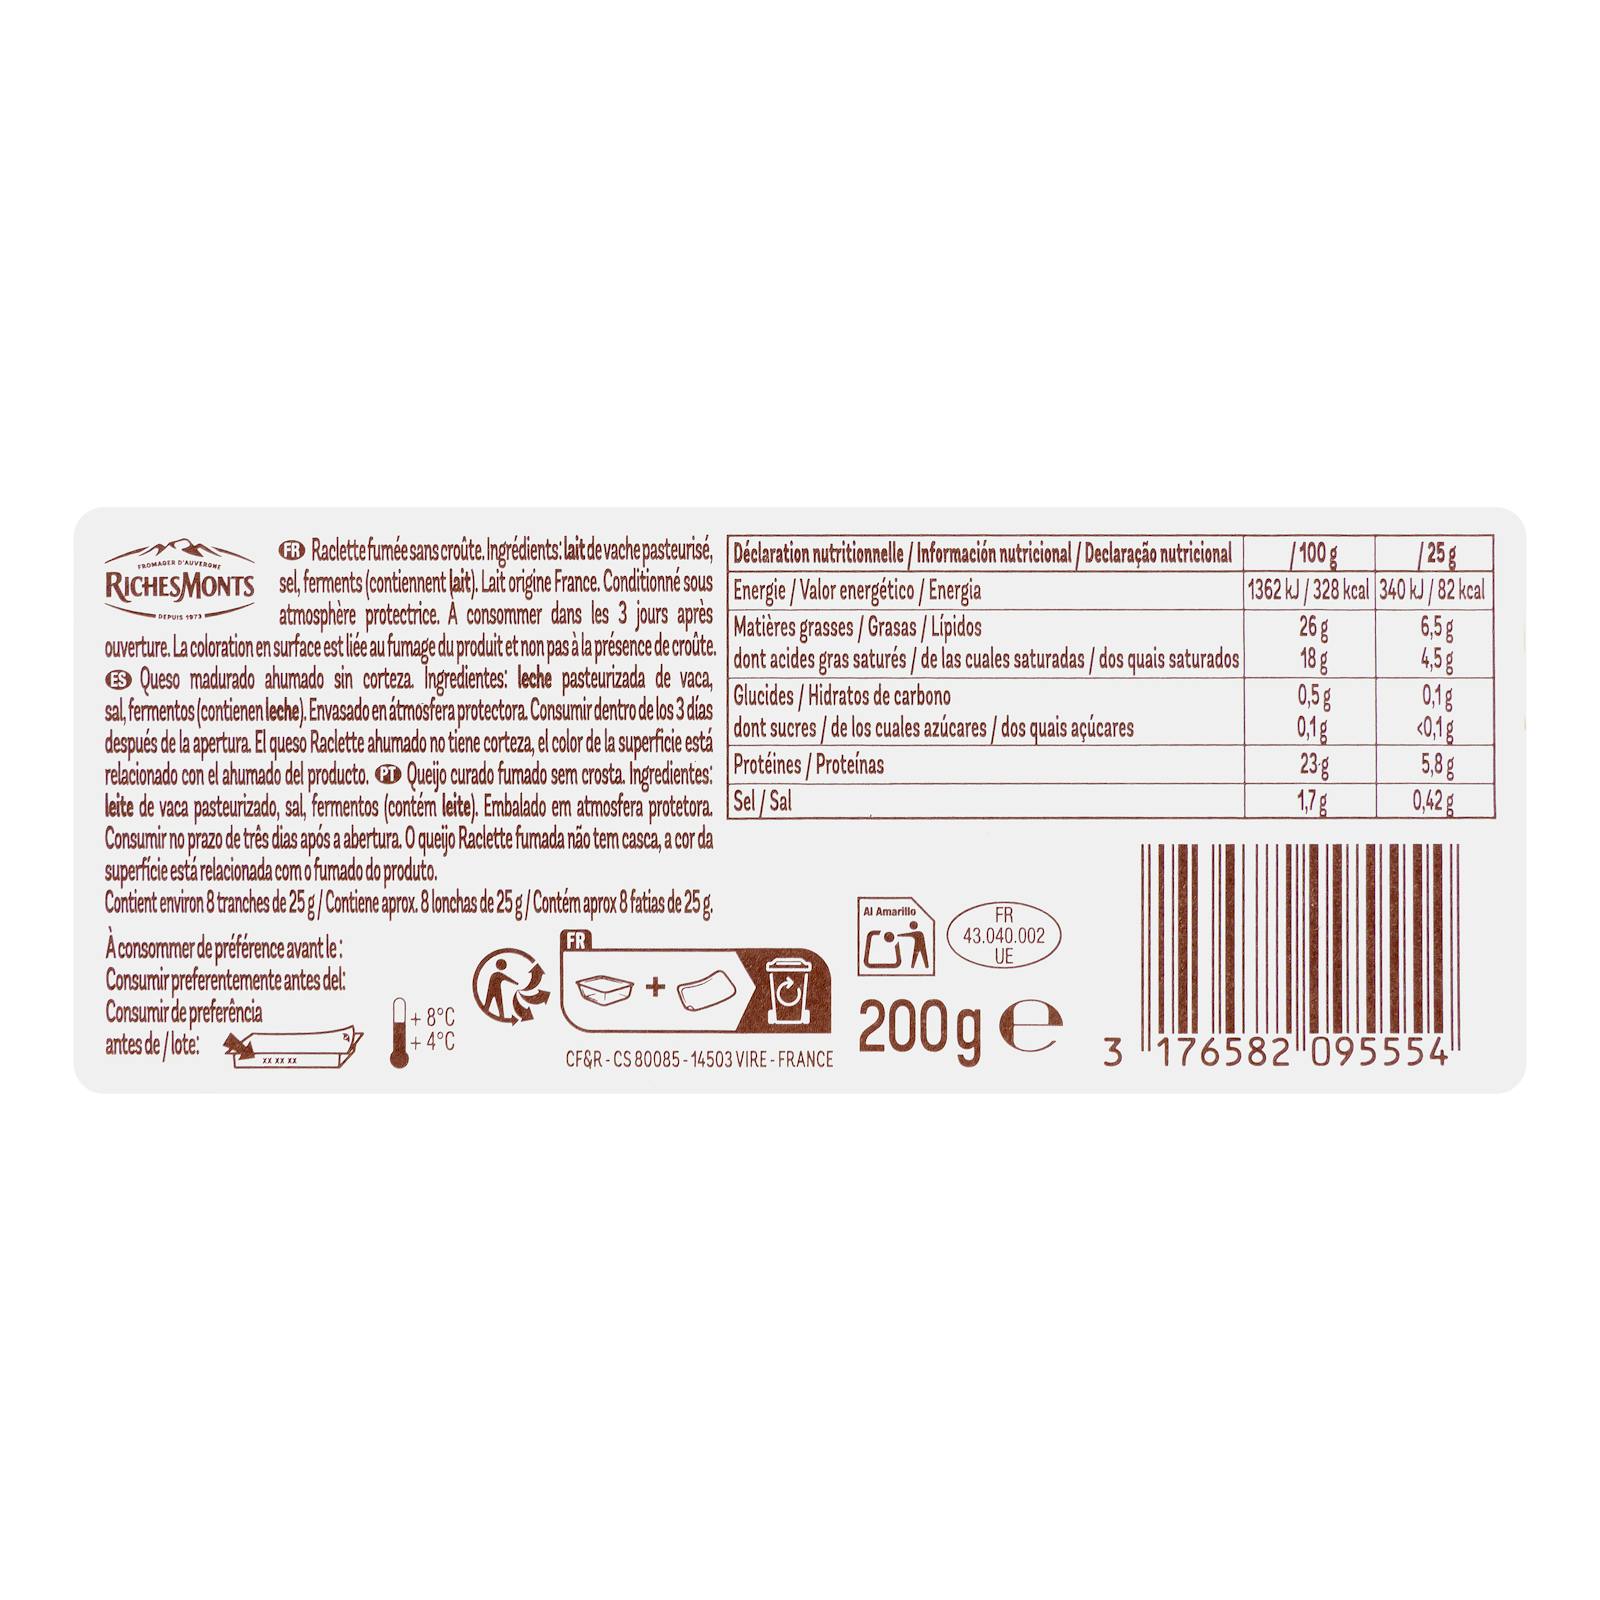 FROMAGER D'AUVERGNE
RICHESMONTS
DEPUIS 1973
FR Raclette fumée sans croûte. Ingrédients: lait de vache pasteurisé,
sel, ferments (contiennent lait). Lait origine France. Conditionné sous
atmosphère protectrice. À consommer dans les 3 jours après
ouverture. La coloration en surface est liée au fumage du produit et non pas à la présence de croûte.
ES Queso madurado ahumado sin corteza. Ingredientes: leche pasteurizada de vaca,
sal, fermentos (contienen leche). Envasado en átmosfera protectora. Consumir dentro de los 3 días
después de la apertura. El queso Raclette ahumado no tiene corteza, el color de la superficie está
relacionado con el ahumado del producto. PT Queijo curado fumado sem crosta. Ingredientes:
leite de vaca pasteurizado, sal, fermentos (contém leite). Embalado em atmosfera protetora.
Consumir no prazo de três dias após a abertura. O queijo Raclette fumada não tem casca, a cor da
superfície está relacionada com o fumado do produto.
Contient environ 8 tranches de 25 g / Contiene aprox. 8 lonchas de 25 g / Contém aprox 8 fatias de 25 g.
À consommer de préférence avant le :
Consumir preferentemente antes del:
Consumir de preferência
antes de / lote:
xx xx xx
+ 8°C
+ 4°C
FR
+
CF&R - CS 80085 - 14503 VIRE - FRANCE
Déclaration nutritionnelle / Información nutricional / Declaração nutricional / 100 g / 25 g
Energie / Valor energético / Energia 1362 kJ / 328 kcal 340 kJ / 82 kcal
Matières grasses / Grasas / Lípidos 26 g 6,5 g
dont acides gras saturés / de las cuales saturadas / dos quais saturados 18 g 4,5 g
Glucides / Hidratos de carbono 0,5 g 0,1 g
dont sucres / de los cuales azúcares / dos quais açúcares 0,1 g <0,1 g
Protéines / Proteínas 23 g 5,8 g
Sel / Sal 1,7 g 0,42 g
Al Amarillo
FR
43.040.002
UE
200 g e
3 176582 095554